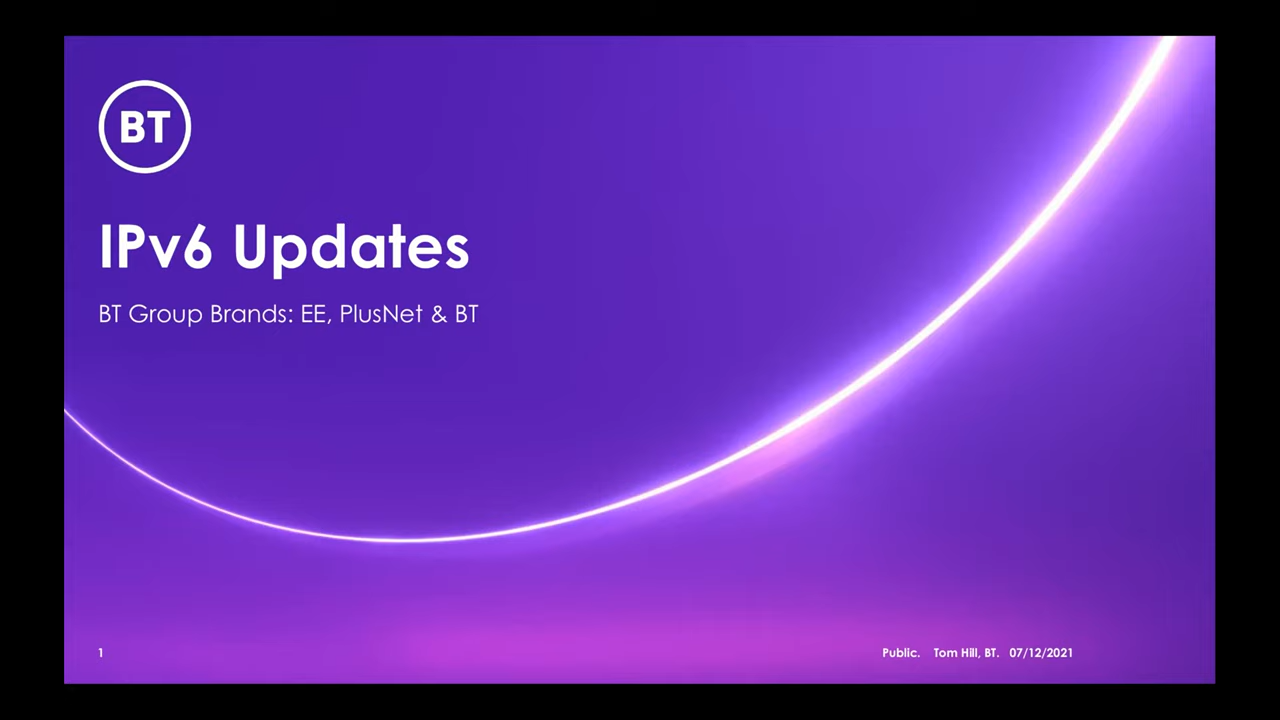 BT
IPv6 Updates
BT Group Brands: EE, PlusNet & BT
1
Public. Tom Hill, BT. 07/12/2021